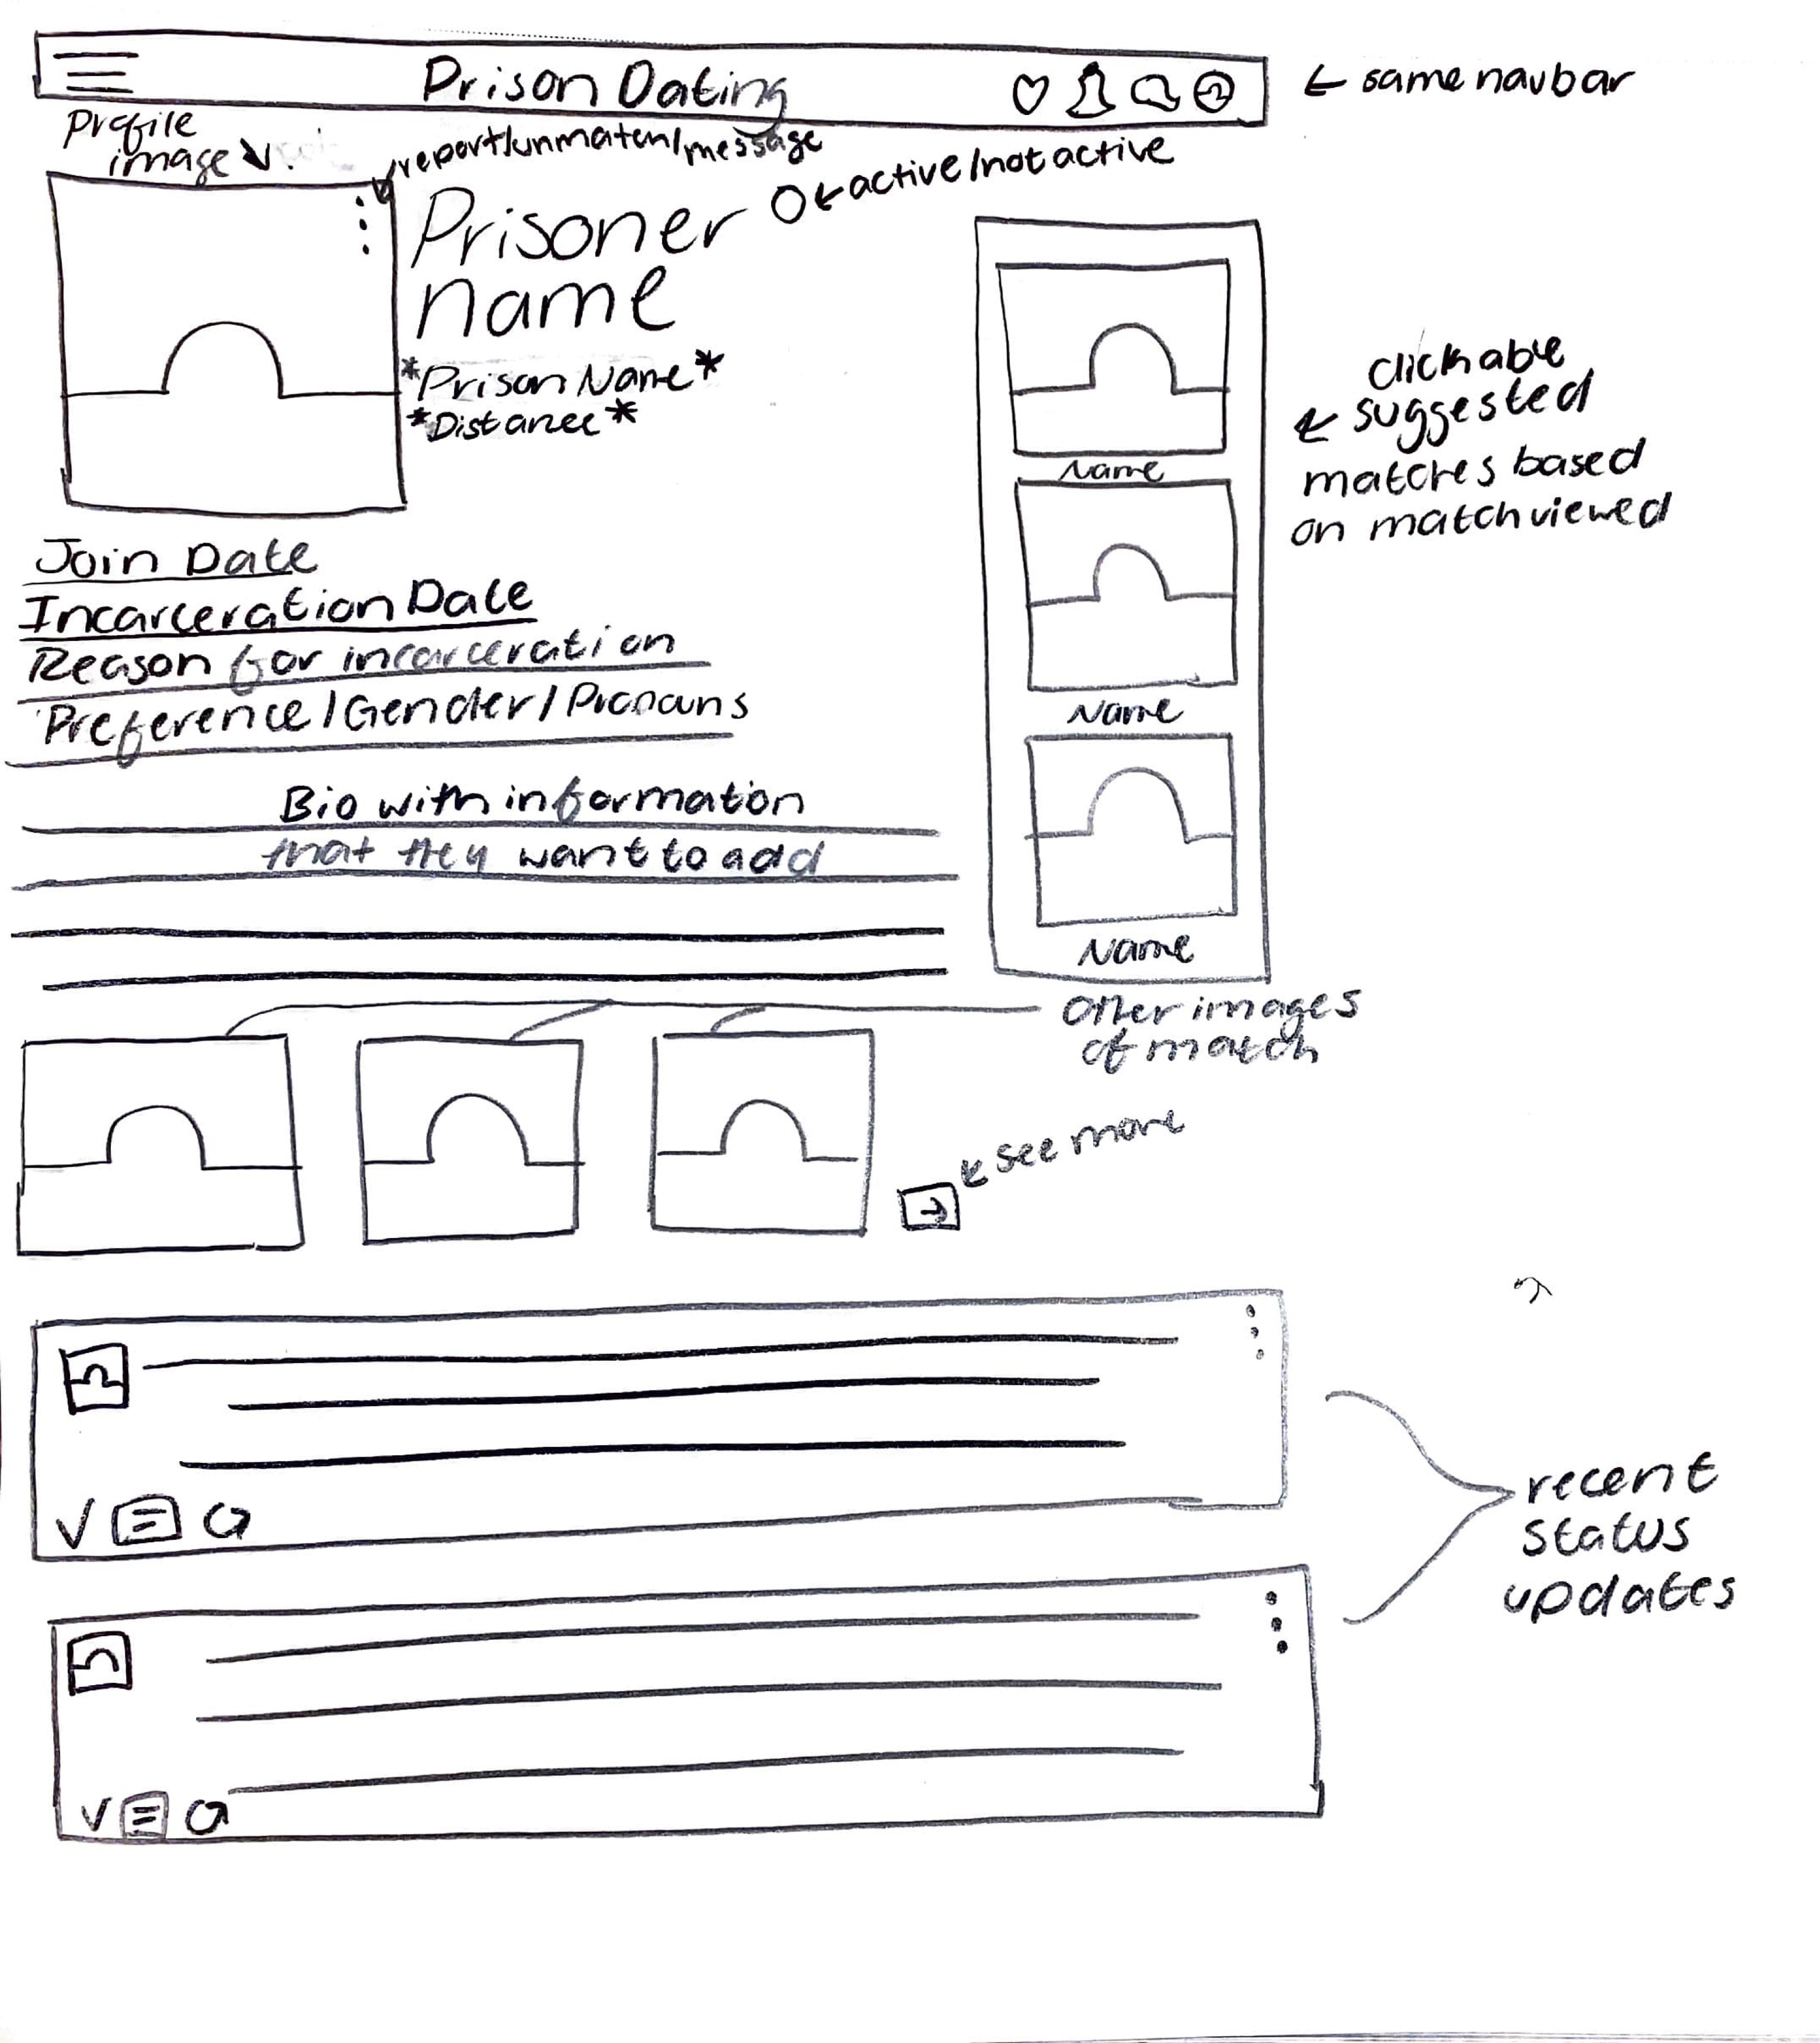 Prison Dating
← same navbar
Profile
image
report/unmatch/message
←active/not active
Prisoner
name
*Prison Name*
*Distance*
Name
clickable
← suggested
matches based
on match viewed
Name
Name
Join Date
Incarceration Date
Reason for incarceration
Preference/Gender/Pronouns
Bio with information
that they want to add
other images
of match
see more
recent
status
updates